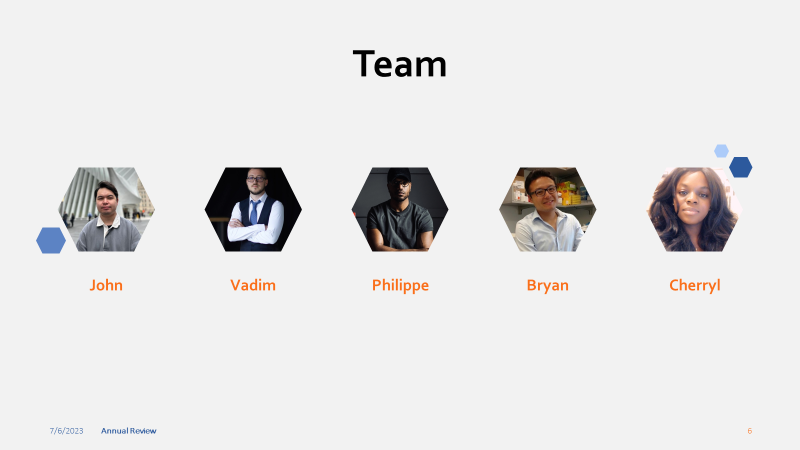 Team
John
Vadim
Philippe
Bryan
Cherryl
7/6/2023
Annual Review
6